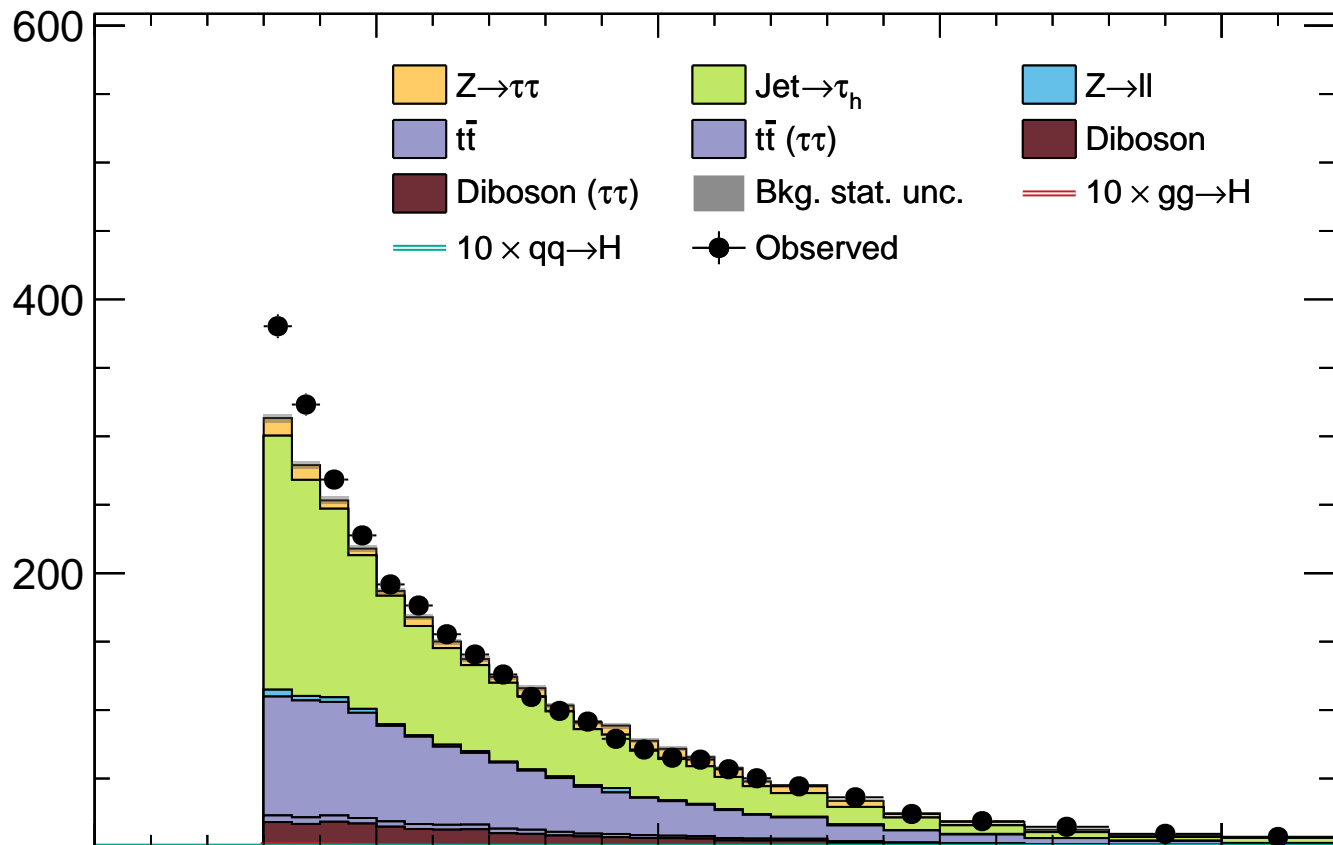 600
Z→ττ Jet→τh Z→ll
tt̄ tt̄ (ττ) Diboson
Diboson (ττ) Bkg. stat. unc. 10 × gg→H
10 × qq→H Observed
400
200